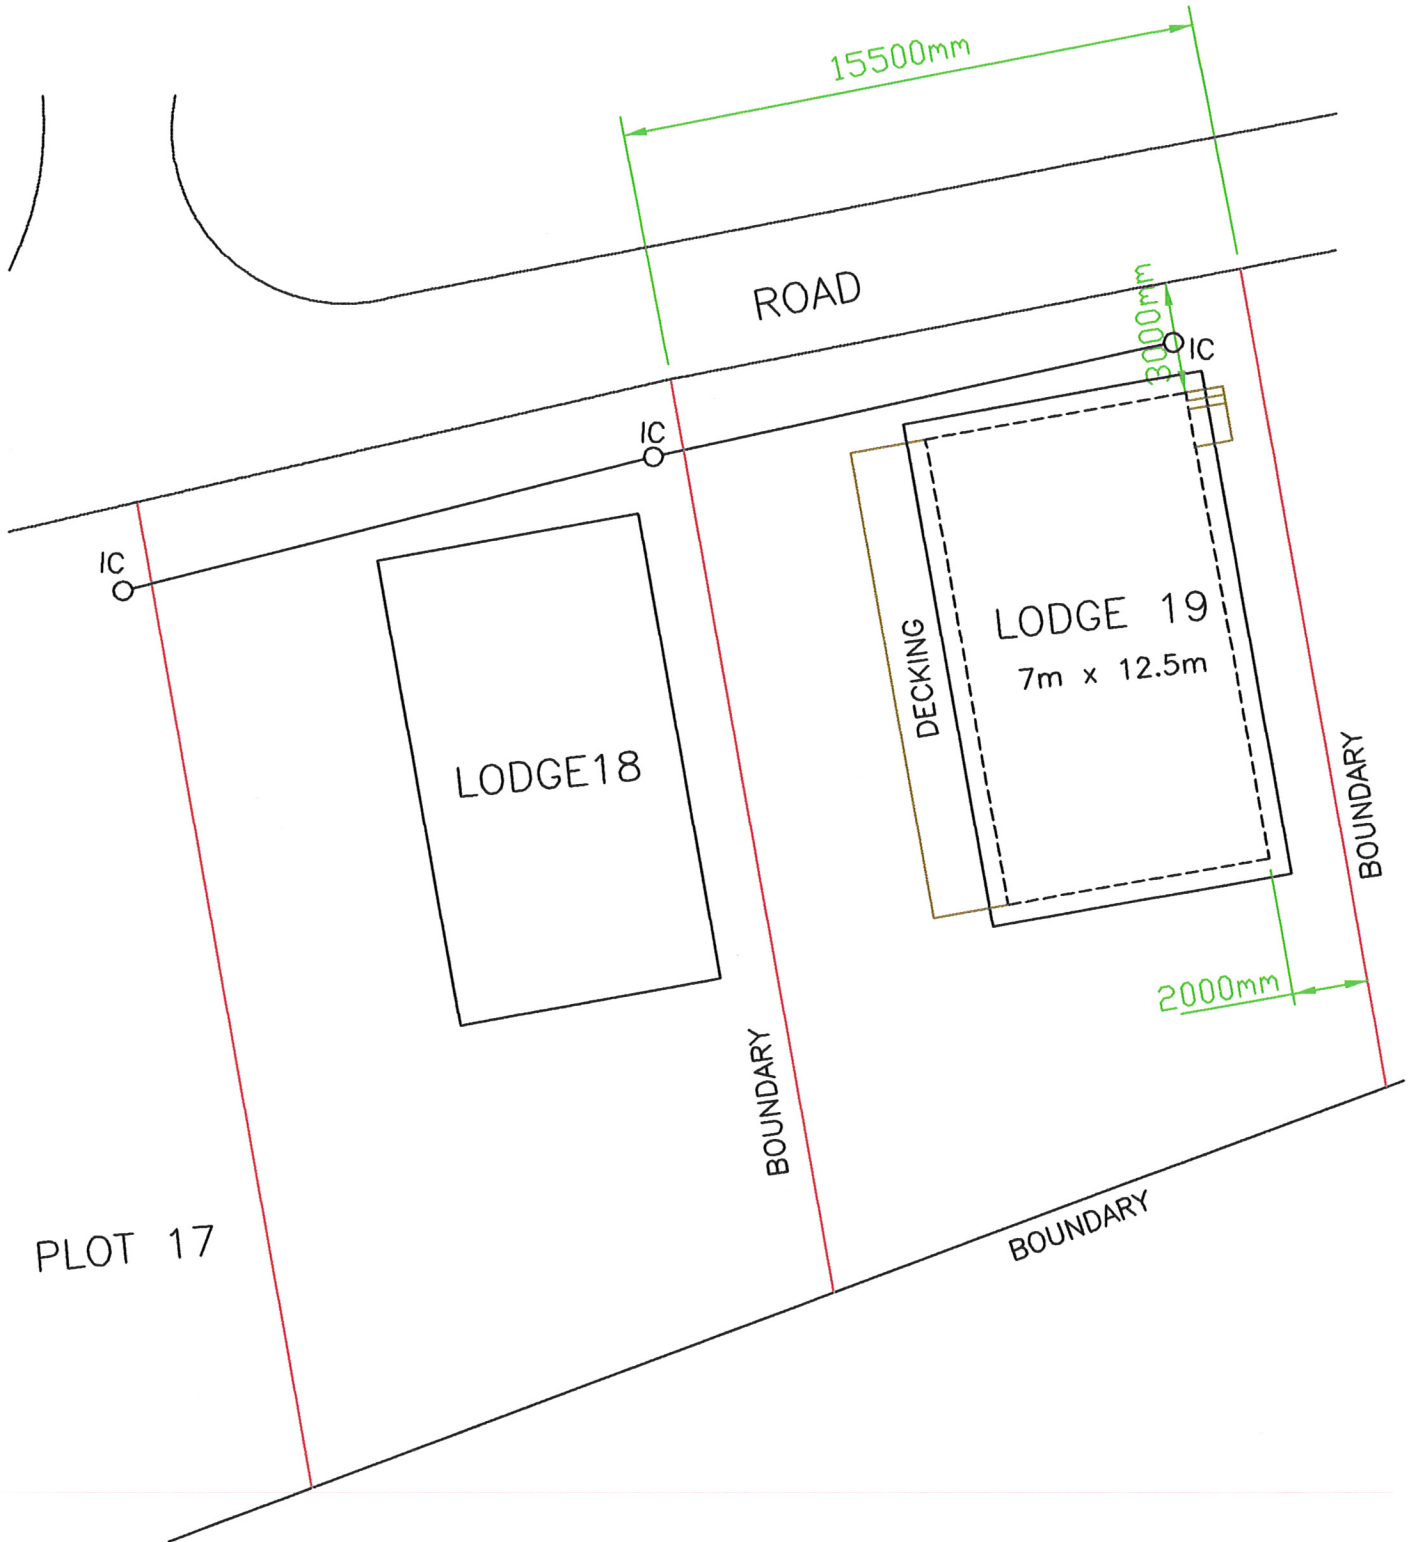 15500mm
ROAD
3000mm
IC
IC
IC
LODGE 19
7m x 12.5m
DECKING
LODGE18
BOUNDARY
2000mm
BOUNDARY
BOUNDARY
PLOT 17